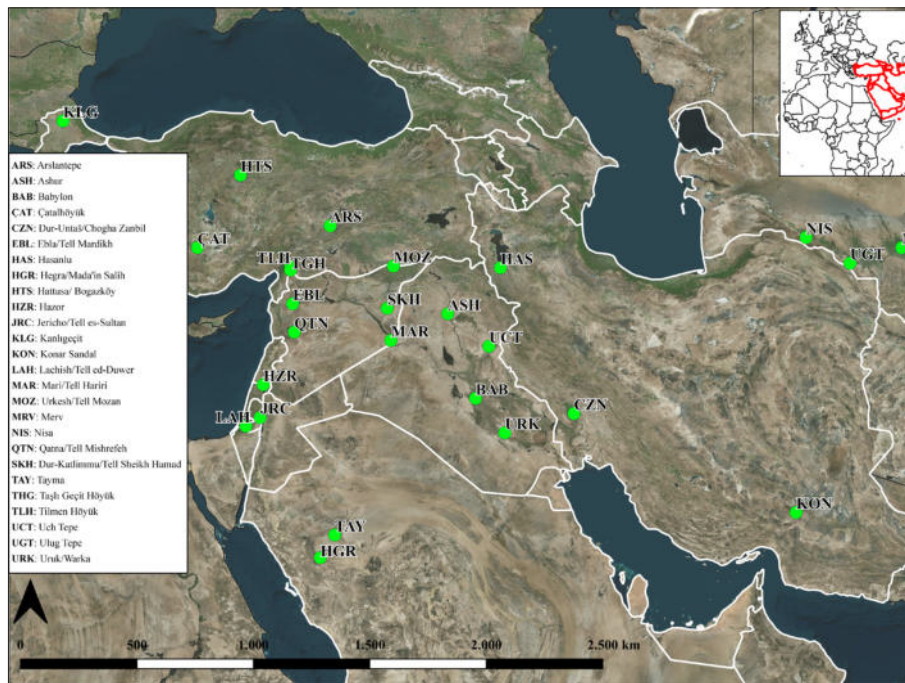 KLG
HTS
ARS
ÇAT
TLH
TGH
MOZ
HAS
NIS
UGT
EBL
SKH
ASH
QTN
MAR
UCT
HZR
BAB
CZN
LAH
JRC
URK
KON
TAY
HGR
ARS: Arslantepe
ASH: Ashur
BAB: Babylon
ÇAT: Çatalhöyük
CZN: Dur-Untaš/Chogha Zanbil
EBL: Ebla/Tell Mardikh
HAS: Hasanlu
HGR: Hegra/Mada'in Salih
HTS: Hattusa/ Bogazköy
HZR: Hazor
JRC: Jericho/Tell es-Sultan
KLG: Kanlıgeçit
KON: Konar Sandal
LAH: Lachish/Tell ed-Duwer
MAR: Mari/Tell Hariri
MOZ: Urkesh/Tell Mozan
MRV: Merv
NIS: Nisa
QTN: Qatna/Tell Mishrefeh
SKH: Dur-Katlimmu/Tell Sheikh Hamad
TAY: Tayma
THG: Taşlı Geçit Höyük
TLH: Tilmen Höyük
UCT: Uch Tepe
UGT: Ulug Tepe
URK: Uruk/Warka
0 500 1.000 1.500 2.000 2.500 km